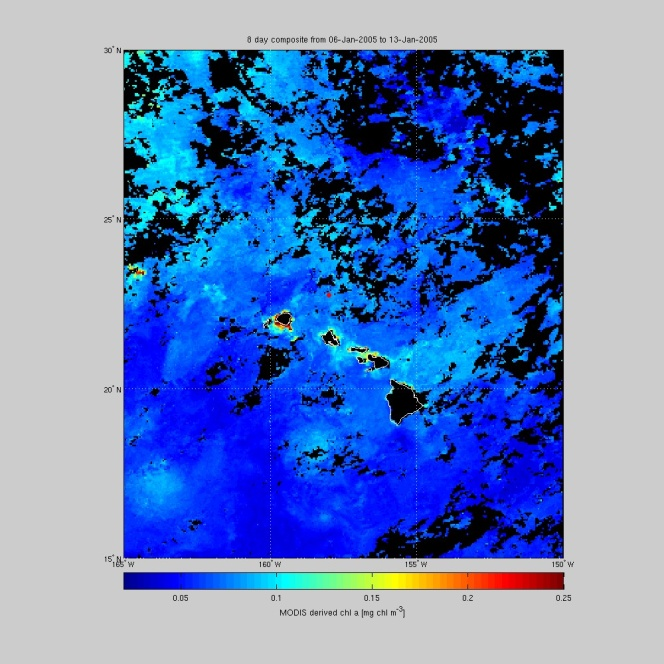 8 day composite from 06-Jan-2005 to 13-Jan-2005
30° N
25° N
20° N
15° N
165° W
160° W
155° W
150° W
0.05
0.1
0.15
0.2
0.25
MODIS derived chl a [mg chl m⁻³]